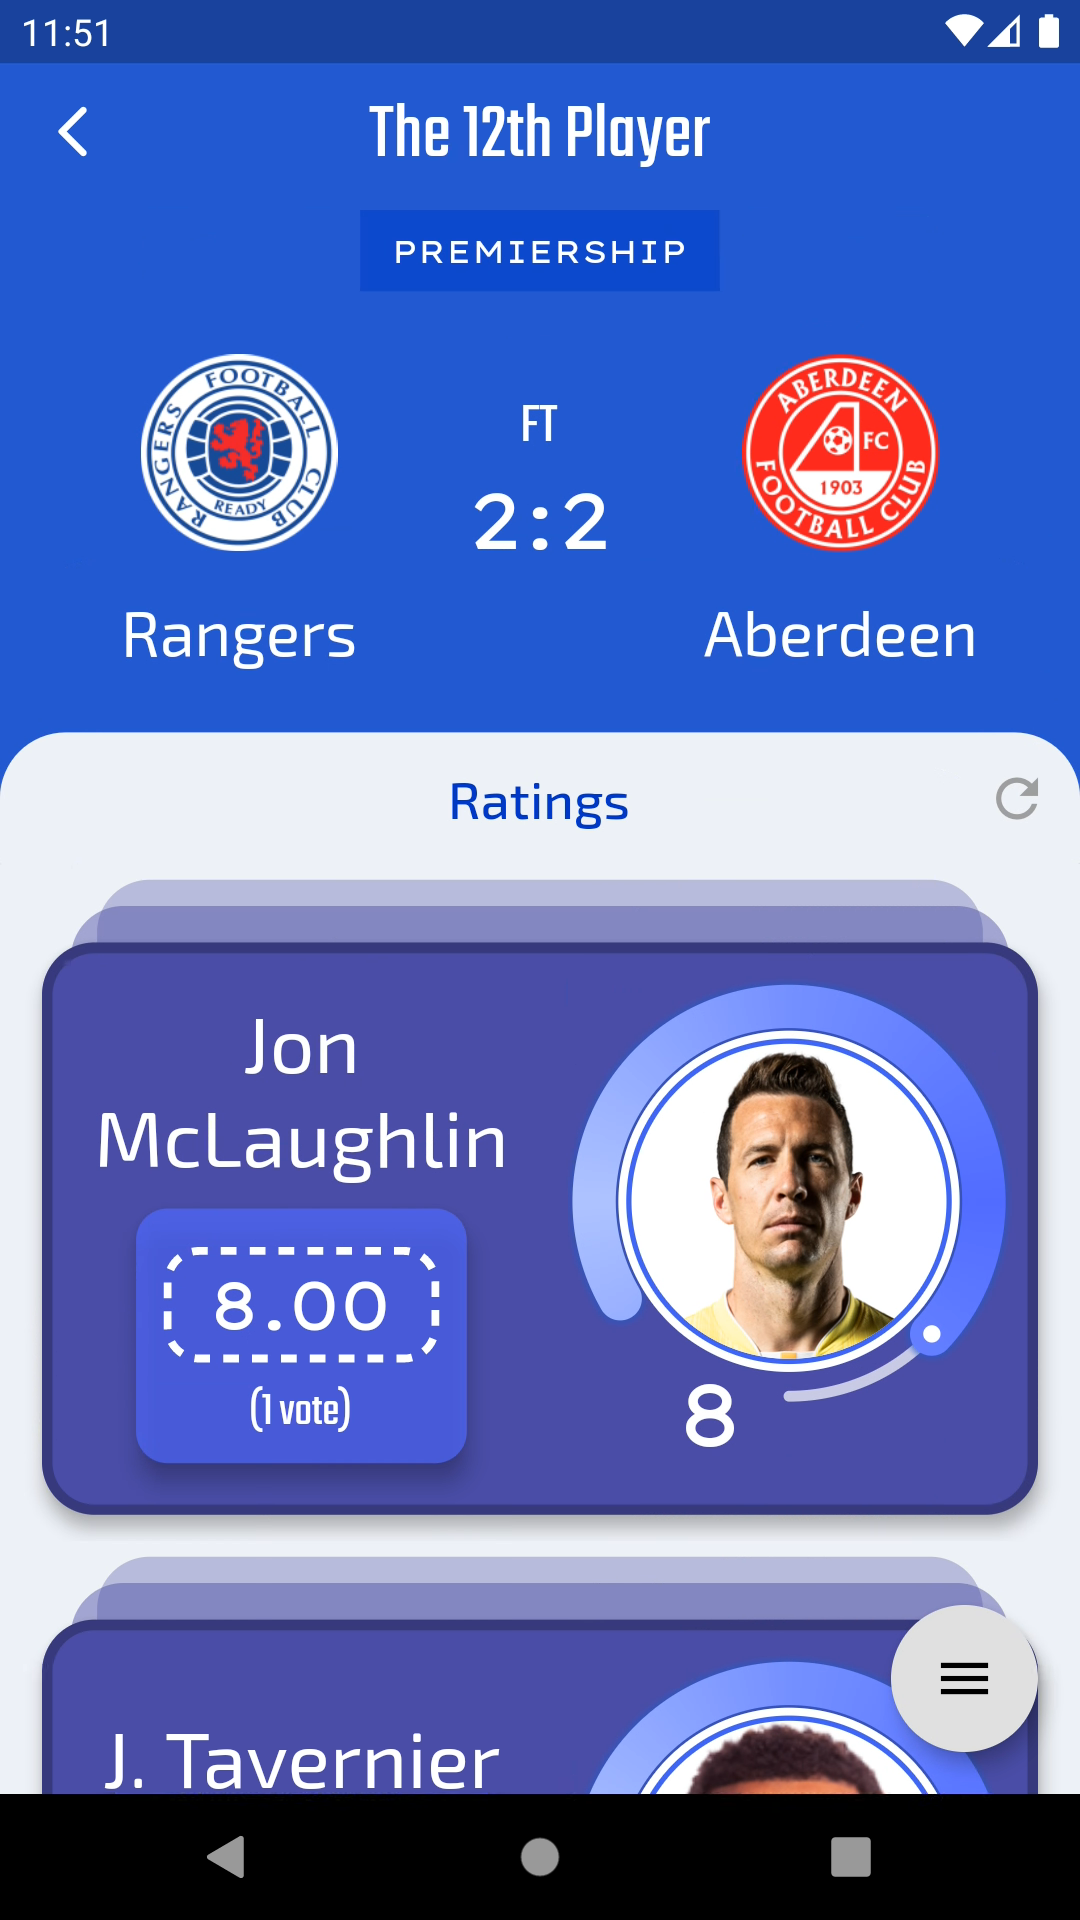 11:51
The 12th Player
PREMIERSHIP
RANGERS FOOTBALL CLUB
READY
FT
2:2
ABERDEEN
FC
1903
FOOTBALL CLUB
Rangers
Aberdeen
Ratings
Jon
McLaughlin
8.00
(1 vote)
8
J. Tavernier